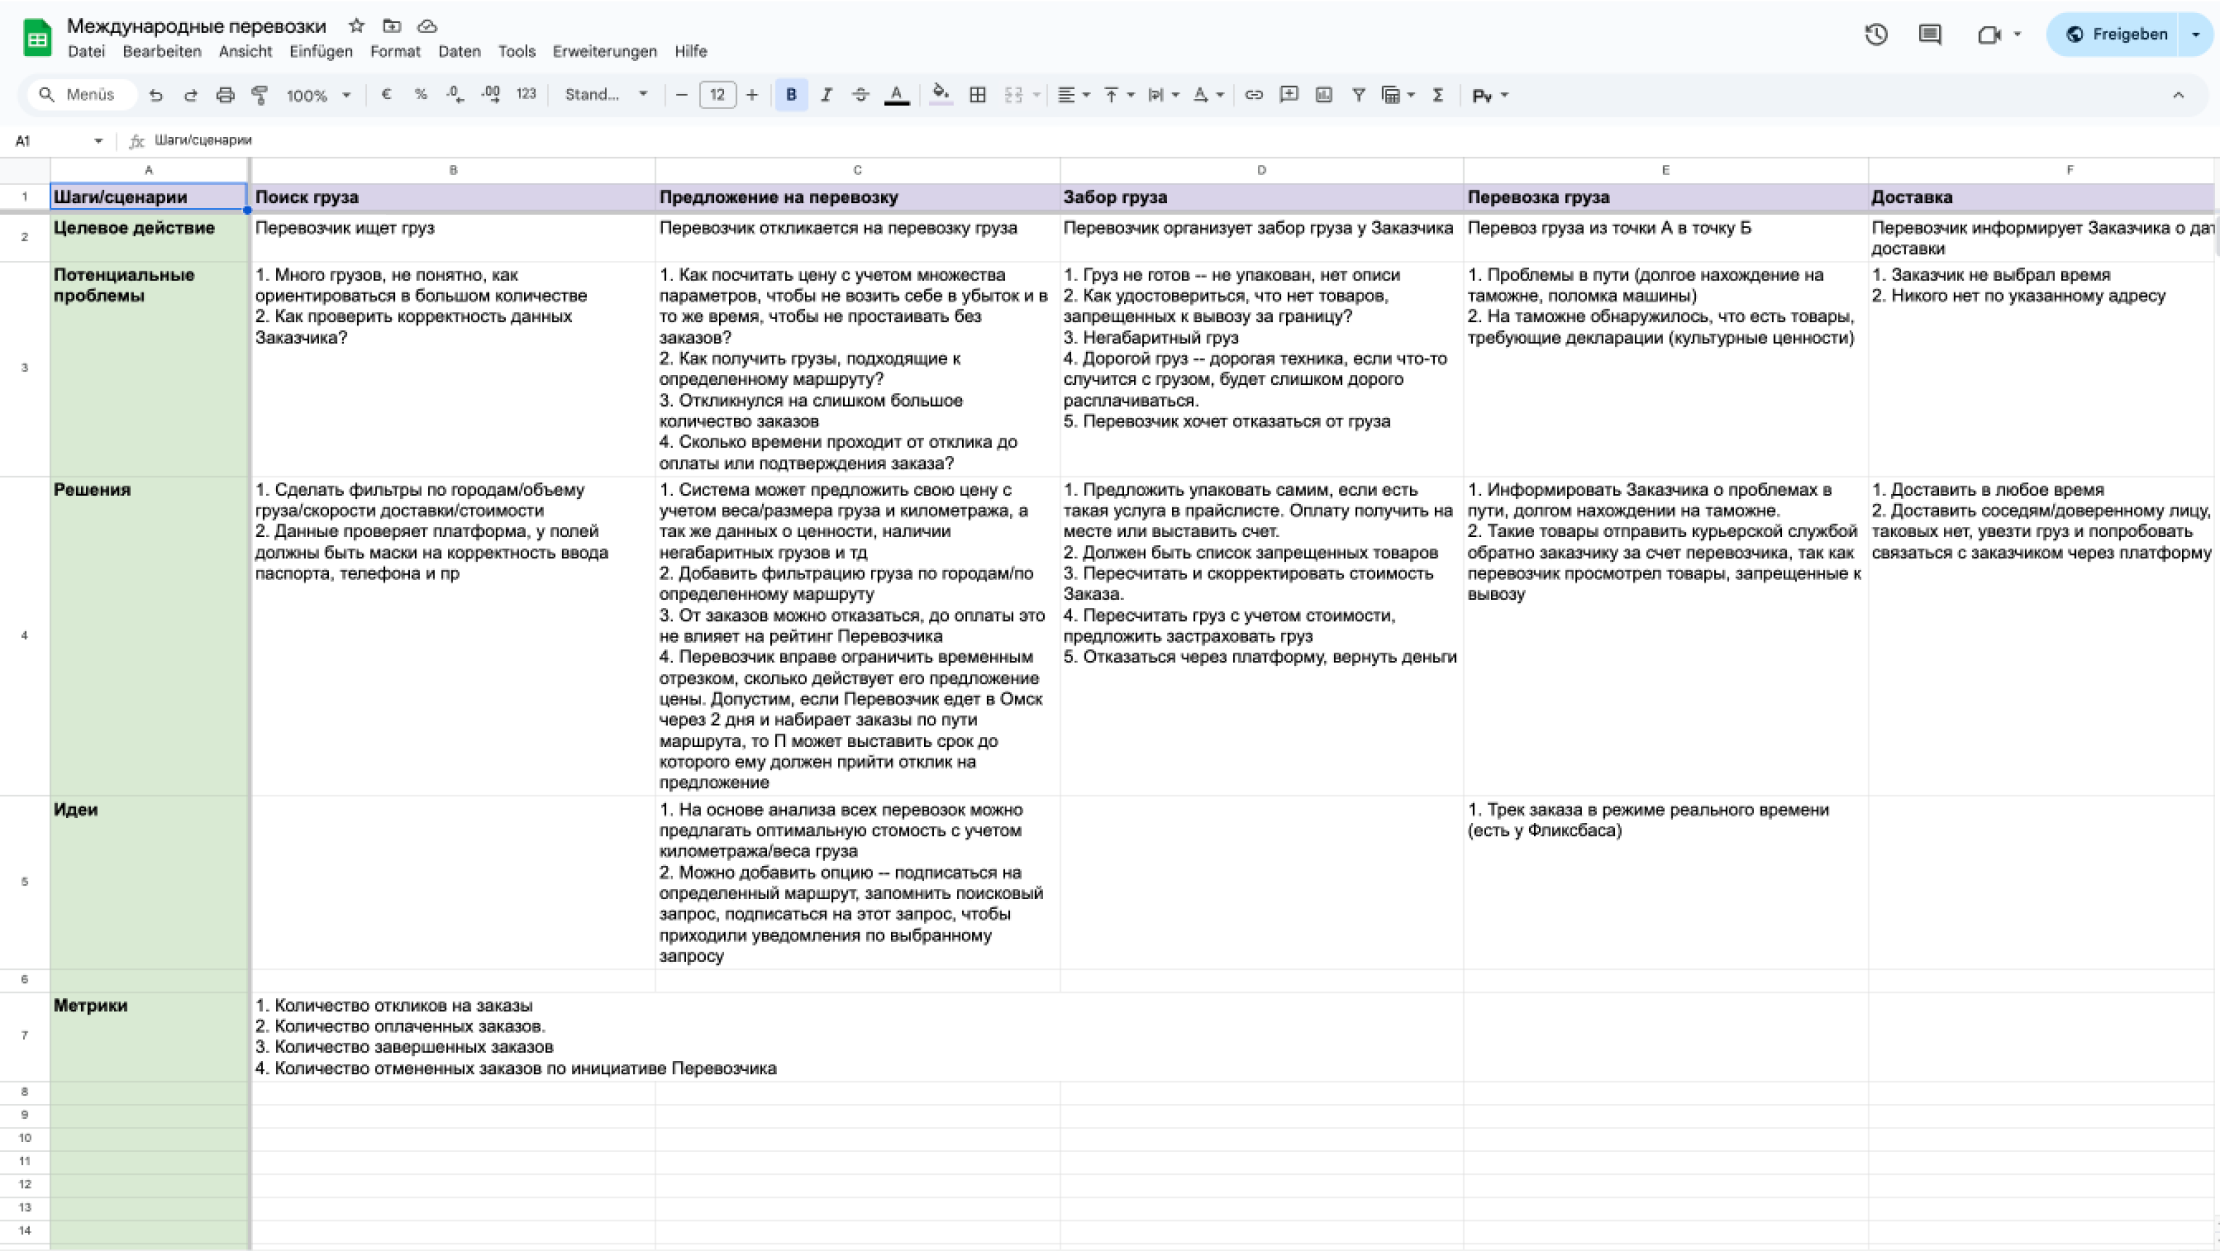 Международные перевозки
Datei Bearbeiten Ansicht Einfügen Format Daten Tools Erweiterungen Hilfe
Freigeben
Menüs 100% € % .0 .00 123 Stand... 12 B I A Σ
A1 fx Шаги/сценарии
A B C D E F
1 Шаги/сценарии Поиск груза Предложение на перевозку Забор груза Перевозка груза Доставка
2 Целевое действие
Перевозчик ищет груз
Перевозчик откликается на перевозку груза
Перевозчик организует забор груза у Заказчика
Перевоз груза из точки А в точку Б
Перевозчик информирует Заказчика о дат
доставки
3 Потенциальные
проблемы
1. Много грузов, не понятно, как
ориентироваться в большом количестве
2. Как проверить корректность данных
Заказчика?
1. Как посчитать цену с учетом множества
параметров, чтобы не возить себе в убыток и в
то же время, чтобы не простаивать без
заказов?
2. Как получить грузы, подходящие к
определенному маршруту?
3. Откликнулся на слишком большое
количество заказов
4. Сколько времени проходит от отклика до
оплаты или подтверждения заказа?
1. Груз не готов -- не упакован, нет описи
2. Как удостовериться, что нет товаров,
запрещенных к вывозу за границу?
3. Негабаритный груз
4. Дорогой груз -- дорогая техника, если что-то
случится с грузом, будет слишком дорого
расплачиваться.
5. Перевозчик хочет отказаться от груза
1. Проблемы в пути (долгое нахождение на
таможне, поломка машины)
2. На таможне обнаружилось, что есть товары,
требующие декларации (культурные ценности)
1. Заказчик не выбрал время
2. Никого нет по указанному адресу
4 Решения
1. Сделать фильтры по городам/объему
груза/скорости доставки/стоимости
2. Данные проверяет платформа, у полей
должны быть маски на корректность ввода
паспорта, телефона и пр
1. Система может предложить свою цену с
учетом веса/размера груза и километража, а
так же данных о ценности, наличии
негабаритных грузов и тд
2. Добавить фильтрацию груза по городам/по
определенному маршруту
3. От заказов можно отказаться, до оплаты это
не влияет на рейтинг Перевозчика
4. Перевозчик вправе ограничить временным
отрезком, сколько действует его предложение
цены. Допустим, если Перевозчик едет в Омск
через 2 дня и набирает заказы по пути
маршрута, то П может выставить срок до
которого ему должен прийти отклик на
предложение
1. Предложить упаковать самим, если есть
такая услуга в прайслисте. Оплату получить на
месте или выставить счет.
2. Должен быть список запрещенных товаров
3. Пересчитать и скорректировать стоимость
Заказа.
4. Пересчитать груз с учетом стоимости,
предложить застраховать груз
5. Отказаться через платформу, вернуть деньги
1. Информировать Заказчика о проблемах в
пути, долгом нахождении на таможне.
2. Такие товары отправить курьерской службой
обратно заказчику за счет перевозчика, так как
перевозчик просмотрел товары, запрещенные к
вывозу
1. Доставить в любое время
2. Доставить соседям/доверенному лицу,
таковых нет, увезти груз и попробовать
связаться с заказчиком через платформу
5 Идеи
1. На основе анализа всех перевозок можно
предлагать оптимальную стомость с учетом
километража/веса груза
2. Можно добавить опцию -- подписаться на
определенный маршрут, запомнить поисковый
запрос, подписаться на этот запрос, чтобы
приходили уведомления по выбранному
запросу
1. Трек заказа в режиме реального времени
(есть у Фликсбаса)
6
7 Метрики
1. Количество откликов на заказы
2. Количество оплаченных заказов.
3. Количество завершенных заказов
4. Количество отмененных заказов по инициативе Перевозчика
8
9
10
11
12
13
14